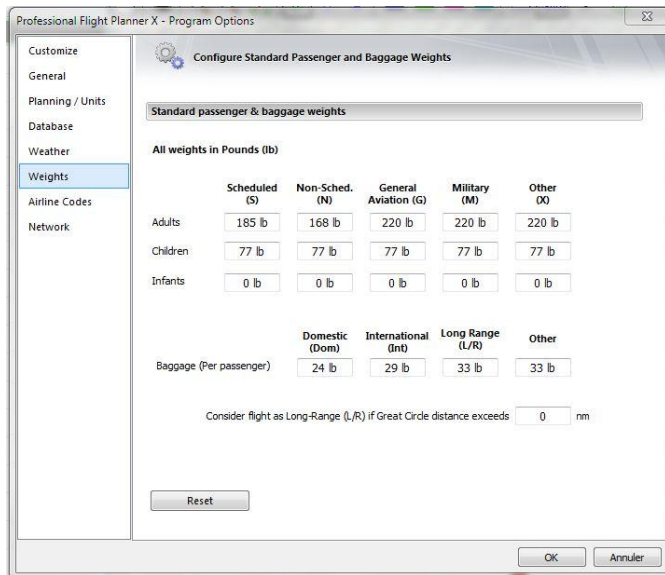 Professional Flight Planner X - Program Options
Customize
General
Planning / Units
Database
Weather
Weights
Airline Codes
Network
Configure Standard Passenger and Baggage Weights
Standard passenger & baggage weights
All weights in Pounds (lb)
Scheduled (S) Non-Sched. (N) General Aviation (G) Military (M) Other (X)
Adults 185 lb 168 lb 220 lb 220 lb 220 lb
Children 77 lb 77 lb 77 lb 77 lb 77 lb
Infants 0 lb 0 lb 0 lb 0 lb 0 lb
Domestic (Dom) International (Int) Long Range (L/R) Other
Baggage (Per passenger) 24 lb 29 lb 33 lb 33 lb
Consider flight as Long-Range (L/R) if Great Circle distance exceeds 0 nm
Reset
OK Annuler